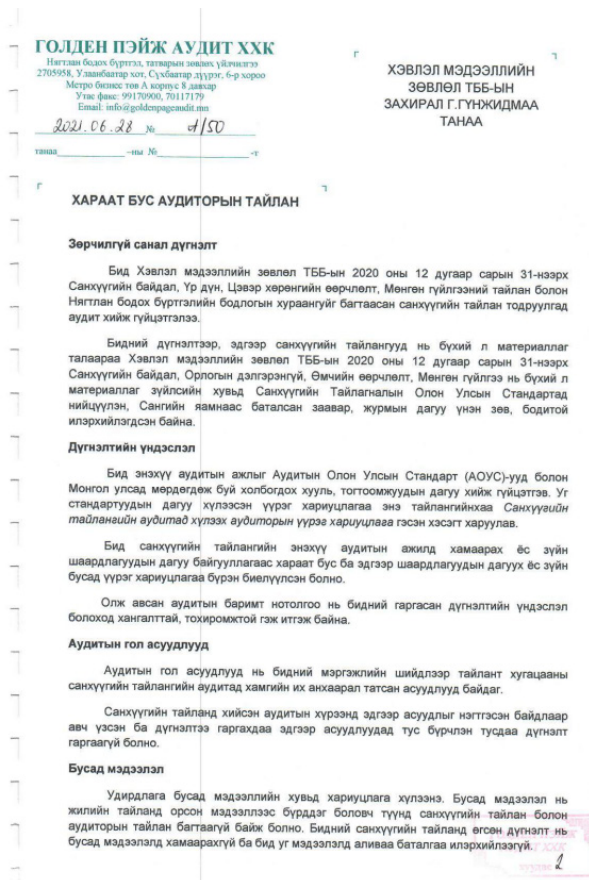 ГОЛДЕН ПЭЙЖ АУДИТ ХХК
Нягтлан бодох бүртгэл, татварын зөвлөх үйлчилгээ
2705958, Улаанбаатар хот, Сүхбаатар дүүрэг, 6-р хороо
Метро бизнес төв А корпус 8 давхар
Утас факс: 99170900, 70117179
Email: info@goldenpageaudit.mn
2021.06.28 № 1/50
танаа ____________ -ны № ____________ -т
ХЭВЛЭЛ МЭДЭЭЛЛИЙН
ЗӨВЛӨЛ ТББ-ЫН
ЗАХИРАЛ Г.ГҮНЖИДМАА
ТАНАА
ХАРААТ БУС АУДИТОРЫН ТАЙЛАН
Зөрчилгүй санал дүгнэлт
Бид Хэвлэл мэдээллийн зөвлөл ТББ-ын 2020 оны 12 дугаар сарын 31-нээрх
Санхүүгийн байдал, Үр дүн, Цэвэр хөрөнгийн өөрчлөлт, Мөнгөн гүйлгээний тайлан болон
Нягтлан бодох бүртгэлийн бодлогын хураангуйг багтаасан санхүүгийн тайлан тодруулгад
аудит хийж гүйцэтгэлээ.
Бидний дүгнэлтээр, эдгээр санхүүгийн тайлангууд нь бүхий л материаллаг
талаараа Хэвлэл мэдээллийн зөвлөл ТББ-ын 2020 оны 12 дугаар сарын 31-нээрх
Санхүүгийн байдал, Орлогын дэлгэрэнгүй, Өмчийн өөрчлөлт, Мөнгөн гүйлгээ нь бүхий л
материаллаг зүйлсийн хувьд Санхүүгийн Тайлагналын Олон Улсын Стандартад
нийцүүлэн, Сангийн яамнаас баталсан заавар, журмын дагуу үнэн зөв, бодитой
илэрхийлэгдсэн байна.
Дүгнэлтийн үндэслэл
Бид энэхүү аудитын ажлыг Аудитын Олон Улсын Стандарт (АОУС)-ууд болон
Монгол улсад мөрдөгдөж буй холбогдох хууль, тогтоомжуудын дагуу хийж гүйцэтгэв. Уг
стандартуудын дагуу хүлээсэн үүрэг хариуцлагаа энэ тайлангийнхаа Санхүүгийн
тайлангийн аудитад хүлээх аудиторын үүрэг хариуцлага гэсэн хэсэгт харуулав.
Бид санхүүгийн тайлангийн энэхүү аудитын ажилд хамаарах ёс зүйн
шаардлагуудын дагуу байгууллагаас хараат бус ба эдгээр шаардлагуудын дагуух ёс зүйн
бусад үүрэг хариуцлагаа бүрэн биелүүлсэн болно.
Олж авсан аудитын баримт нотолгоо нь бидний гаргасан дүгнэлтийн үндэслэл
болоход хангалттай, тохиромжтой гэж итгэж байна.
Аудитын гол асуудлууд
Аудитын гол асуудлууд нь бидний мэргэжлийн шийдлээр тайлант хугацааны
санхүүгийн тайлангийн аудитад хамгийн их анхаарал татсан асуудлууд байдаг.
Санхүүгийн тайланд хийсэн аудитын хүрээнд эдгээр асуудлыг нэгтгэсэн байдлаар
авч үзсэн ба дүгнэлтээ гаргахдаа эдгээр асуудлуудад тус бүрчлэн тусдаа дүгнэлт
гаргаагүй болно.
Бусад мэдээлэл
Удирдлага бусад мэдээллийн хувьд хариуцлага хүлээнэ. Бусад мэдээлэл нь
жилийн тайланд орсон мэдээллээс бүрддэг боловч түүнд санхүүгийн тайлан болон
аудиторын тайлан багтаагүй байж болно. Бидний санхүүгийн тайланд өгсөн дүгнэлт нь
бусад мэдээлэлд хамаарахгүй ба бид уг мэдээлэлд аливаа баталгаа илэрхийлээгүй.
2